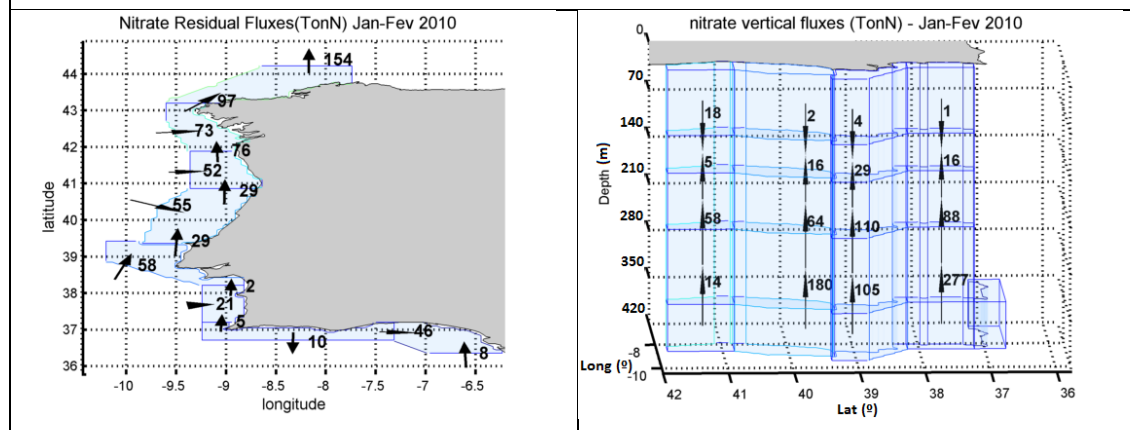 Nitrate Residual Fluxes(TonN) Jan-Fev 2010
154
44
97
43
73
42
76
52
41
29
55
40
29
39
58
38
2
21
37
5
46
10
8
36
latitude
-10 -9.5 -9 -8.5 -8 -7.5 -7 -6.5
longitude
nitrate vertical fluxes (TonN) - Jan-Fev 2010
0
70
140
210
280
350
420
Depth (m)
18 2 4 1
5 16 29 16
58 64 110 88
14 180 105 277
-8
Long (º)
-10
42 41 40 39 38 37 36
Lat (º)